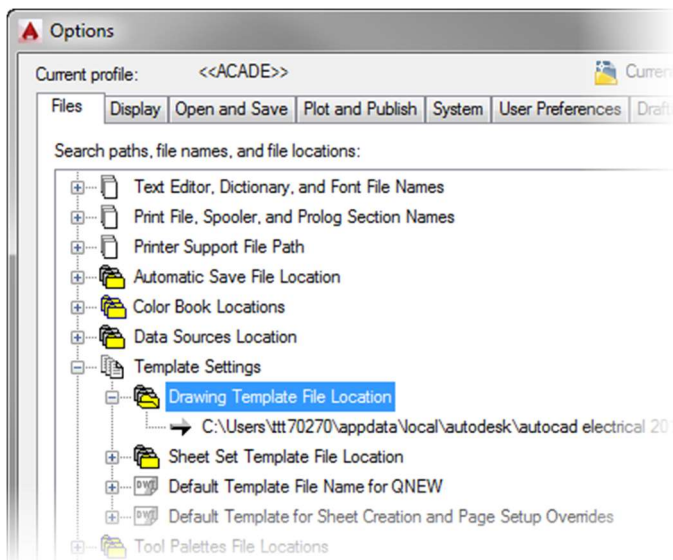 Options
Current profile: <<ACADE>> Curren
Files Display Open and Save Plot and Publish System User Preferences Draft
Search paths, file names, and file locations:
Text Editor, Dictionary, and Font File Names
Print File, Spooler, and Prolog Section Names
Printer Support File Path
Automatic Save File Location
Color Book Locations
Data Sources Location
Template Settings
Drawing Template File Location
C:\Users\ttt70270\appdata\local\autodesk\autocad electrical 20
Sheet Set Template File Location
Default Template File Name for QNEW
Default Template for Sheet Creation and Page Setup Overrides
Tool Palettes File Locations